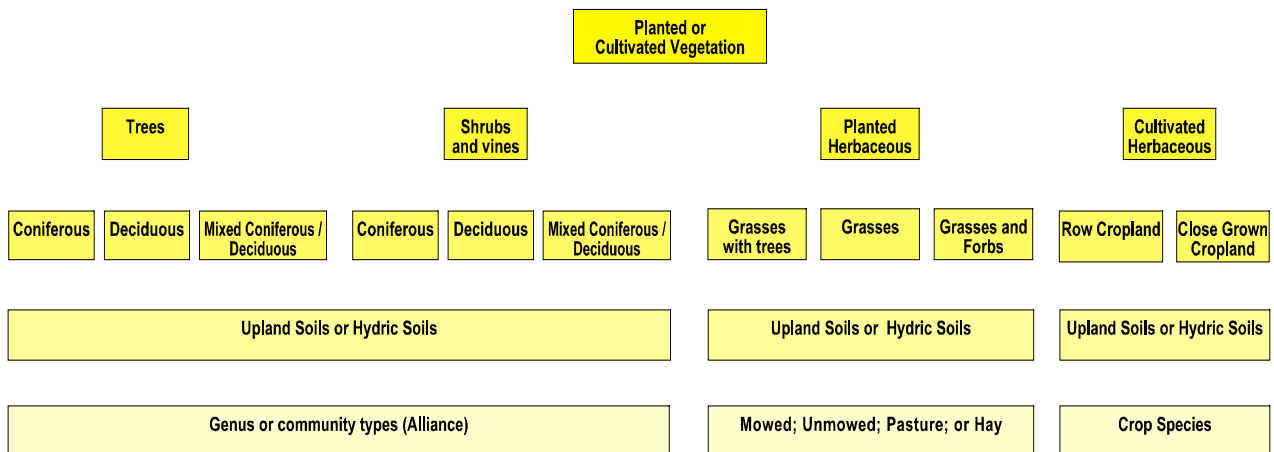 Planted or
Cultivated Vegetation
Trees
Shrubs
and vines
Planted
Herbaceous
Cultivated
Herbaceous
Coniferous
Deciduous
Mixed Coniferous /
Deciduous
Coniferous
Deciduous
Mixed Coniferous /
Deciduous
Grasses
with trees
Grasses
Grasses and
Forbs
Row Cropland
Close Grown
Cropland
Upland Soils or Hydric Soils
Upland Soils or Hydric Soils
Upland Soils or Hydric Soils
Genus or community types (Alliance)
Mowed; Unmowed; Pasture; or Hay
Crop Species